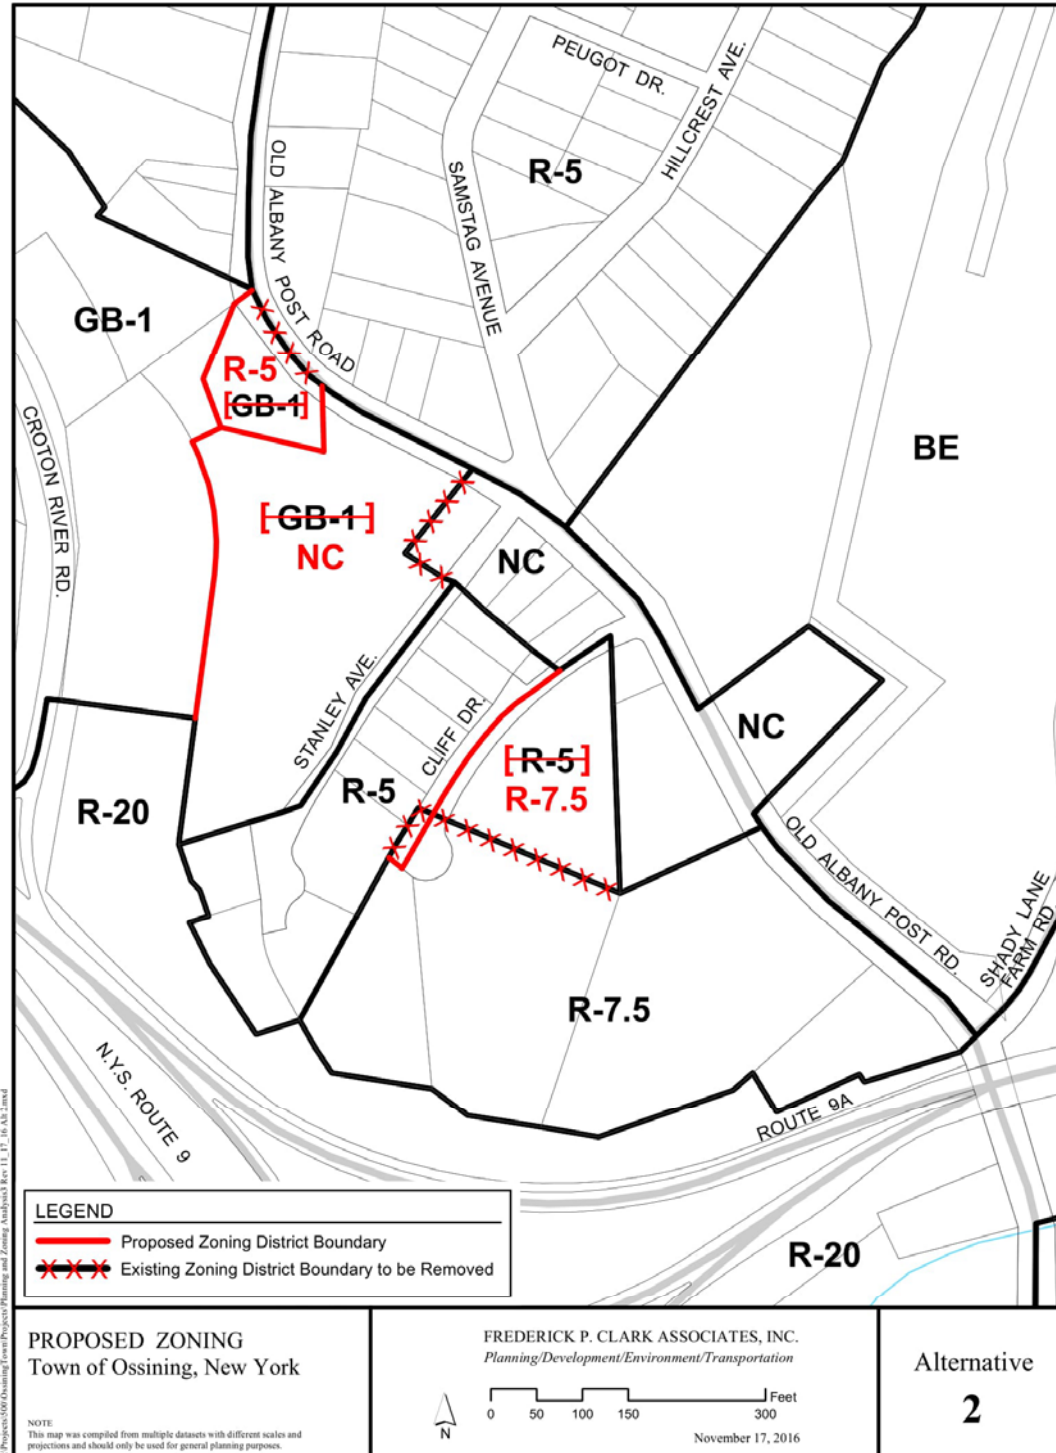 PEUGOT DR.
HILLCREST AVE.
OLD ALBANY POST ROAD
SAMSTAG AVENUE
R-5
GB-1
R-5
[GB-1]
BE
CROTON RIVER RD.
[GB-1]
NC
NC
STANLEY AVE.
CLIFF DR.
NC
[R-5]
R-7.5
R-5
R-20
OLD ALBANY POST RD.
SHADY LANE
FARM RD.
R-7.5
N.Y.S. ROUTE 9
ROUTE 9A
R-20
LEGEND
Proposed Zoning District Boundary
Existing Zoning District Boundary to be Removed
PROPOSED ZONING
Town of Ossining, New York
NOTE
This map was compiled from multiple datasets with different scales and
projections and should only be used for general planning purposes.
FREDERICK P. CLARK ASSOCIATES, INC.
Planning/Development/Environment/Transportation
N
Feet
0 50 100 150 300
November 17, 2016
Alternative
2